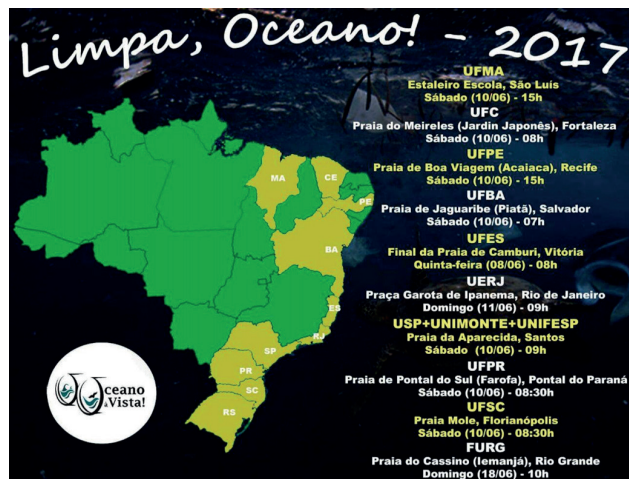 Limpa, Oceano! - 2017
UFMA
Estaleiro Escola, São Luís
Sábado (10/06) - 15h
UFC
Praia do Meireles (Jardin Japonês), Fortaleza
Sábado (10/06) - 08h
UFPE
Praia de Boa Viagem (Acaiaca), Recife
Sábado (10/06) - 15h
UFBA
Praia de Jaguaribe (Piatã), Salvador
Sábado (10/06) - 07h
UFES
Final da Praia de Camburi, Vitória
Quinta-feira (08/06) - 08h
UERJ
Praça Garota de Ipanema, Rio de Janeiro
Domingo (11/06) - 09h
USP+UNIMONTE+UNIFESP
Praia da Aparecida, Santos
Sábado (10/06) - 09h
UFPR
Praia de Pontal do Sul (Farofa), Pontal do Paraná
Sábado (10/06) - 08:30h
UFSC
Praia Mole, Florianópolis
Sábado (10/06) - 08:30h
FURG
Praia do Cassino (Iemanjá), Rio Grande
Domingo (18/06) - 10h
MA
CE
PE
BA
ES
RJ
SP
PR
SC
RS
Oceano
à Vista!